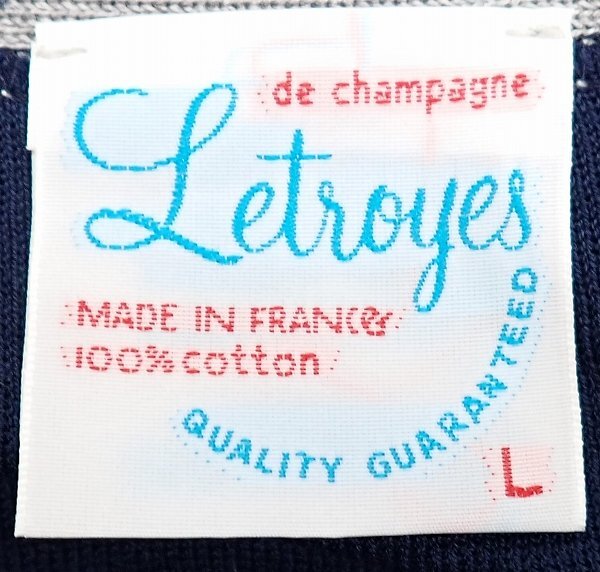 de champagne
Letroyes
MADE IN FRANCE
100% cotton
QUALITY GUARANTEED
L